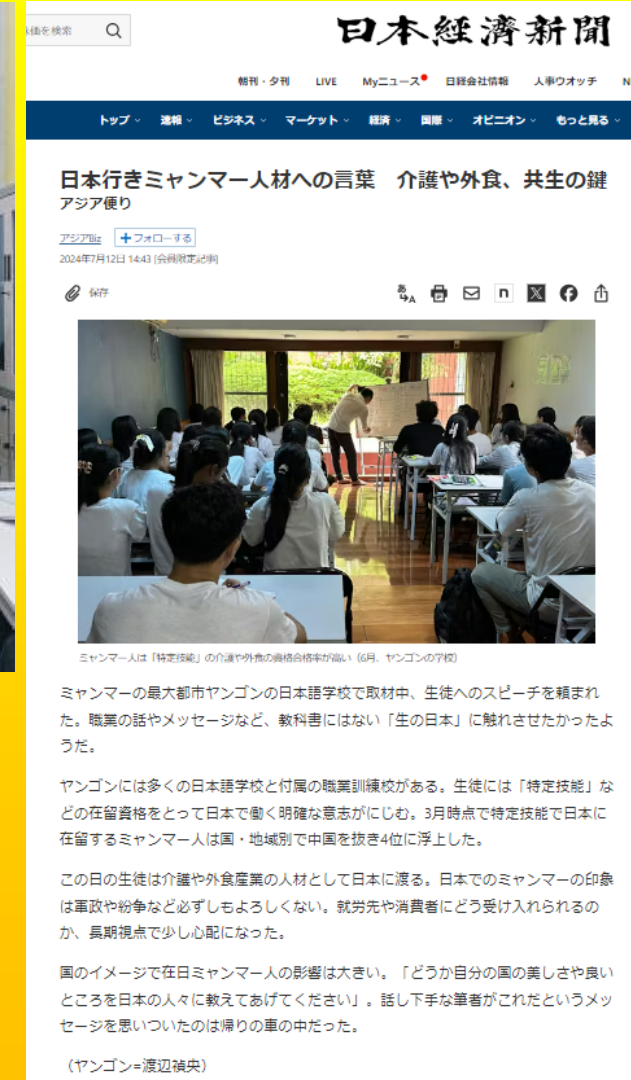 価を検索
日本経済新聞
朝刊・夕刊 LIVE Myニュース 日経会社情報 人事ウオッチ N
トップ 速報 ビジネス マーケット 経済 国際 オピニオン もっと見る
日本行きミャンマー人材への言葉　介護や外食、共生の鍵
アジア便り
アジアBiz +フォローする
2024年7月12日 14:43 [会員限定記事]
保存
ミャンマー人は「特定技能」の介護や外食の資格合格率が高い（6月、ヤンゴンの学校）
ミャンマーの最大都市ヤンゴンの日本語学校で取材中、生徒へのスピーチを頼まれ
た。職業の話やメッセージなど、教科書にはない「生の日本」に触れさせたかったよ
うだ。
ヤンゴンには多くの日本語学校と付属の職業訓練校がある。生徒には「特定技能」な
どの在留資格をとって日本で働く明確な意志がにじむ。3月時点で特定技能で日本に
在留するミャンマー人は国・地域別で中国を抜き4位に浮上した。
この日の生徒は介護や外食産業の人材として日本に渡る。日本でのミャンマーの印象
は軍政や紛争など必ずしもよろしくない。就労先や消費者にどう受け入れられるの
か、長期視点で少し心配になった。
国のイメージで在日ミャンマー人の影響は大きい。「どうか自分の国の美しさや良い
ところを日本の人々に教えてあげてください」。話し下手な筆者がこれだというメッ
セージを思いついたのは帰りの車の中だった。
（ヤンゴン=渡辺禎央）